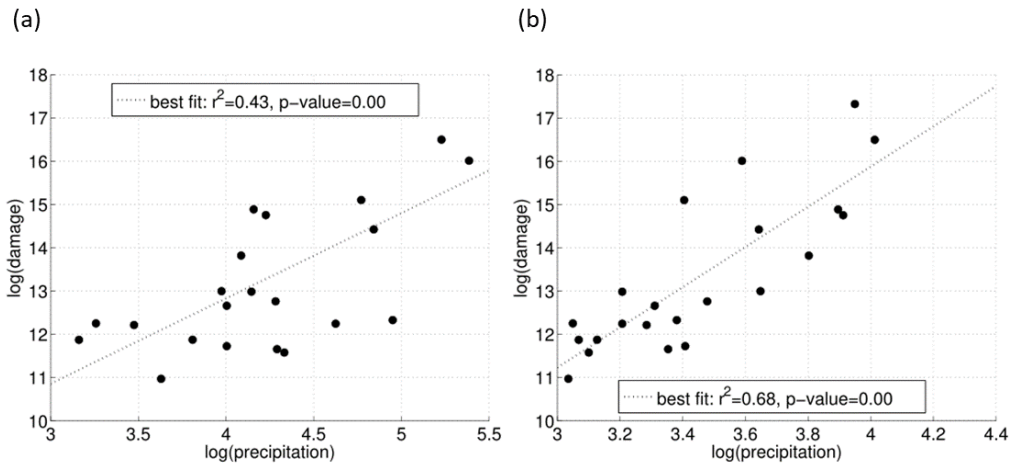 (a)
(b)
18
17
16
15
14
13
12
11
10
log(damage)
best fit: r²=0.43, p−value=0.00
3 3.5 4 4.5 5 5.5
log(precipitation)
18
17
16
15
14
13
12
11
10
log(damage)
best fit: r²=0.68, p−value=0.00
3 3.2 3.4 3.6 3.8 4 4.2 4.4
log(precipitation)